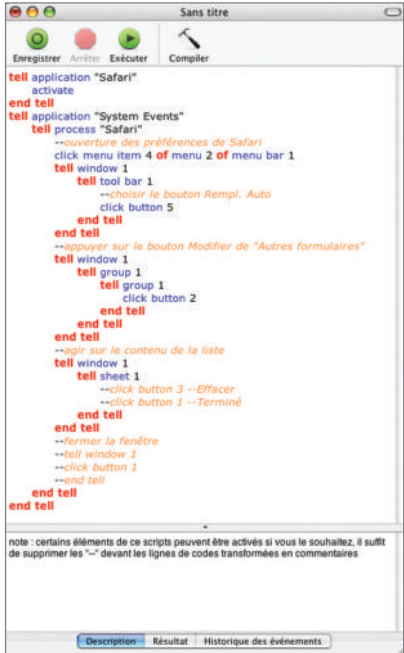 Sans titre
Enregistrer Arrêter Exécuter Compiler
tell application "Safari"
activate
end tell
tell application "System Events"
tell process "Safari"
--ouverture des préférences de Safari
click menu item 4 of menu 2 of menu bar 1
tell window 1
tell tool bar 1
--choisir le bouton Rempl. Auto
click button 5
end tell
end tell
--appuyer sur le bouton Modifier de "Autres formulaires"
tell window 1
tell group 1
tell group 1
click button 2
end tell
end tell
end tell
--agir sur le contenu de la liste
tell window 1
tell sheet 1
--click button 3 --Effacer
--click button 1 --Terminé
end tell
end tell
--fermer la fenêtre
--tell window 1
--click button 1
--end tell
end tell
end tell
note : certains éléments de ce scripts peuvent être activés si vous le souhaitez, il suffit
de supprimer les "--" devant les lignes de codes transformées en commentaires
Description Résultat Historique des événements